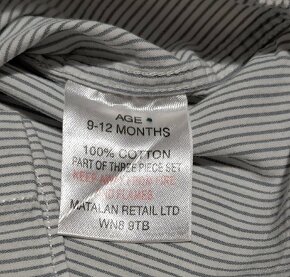 AGE
9-12 MONTHS
100% COTTON
PART OF THREE PIECE SET
KEEP AWAY FROM FIRE
FLAMES
MATALAN RETAIL LTD
WN8 9TB